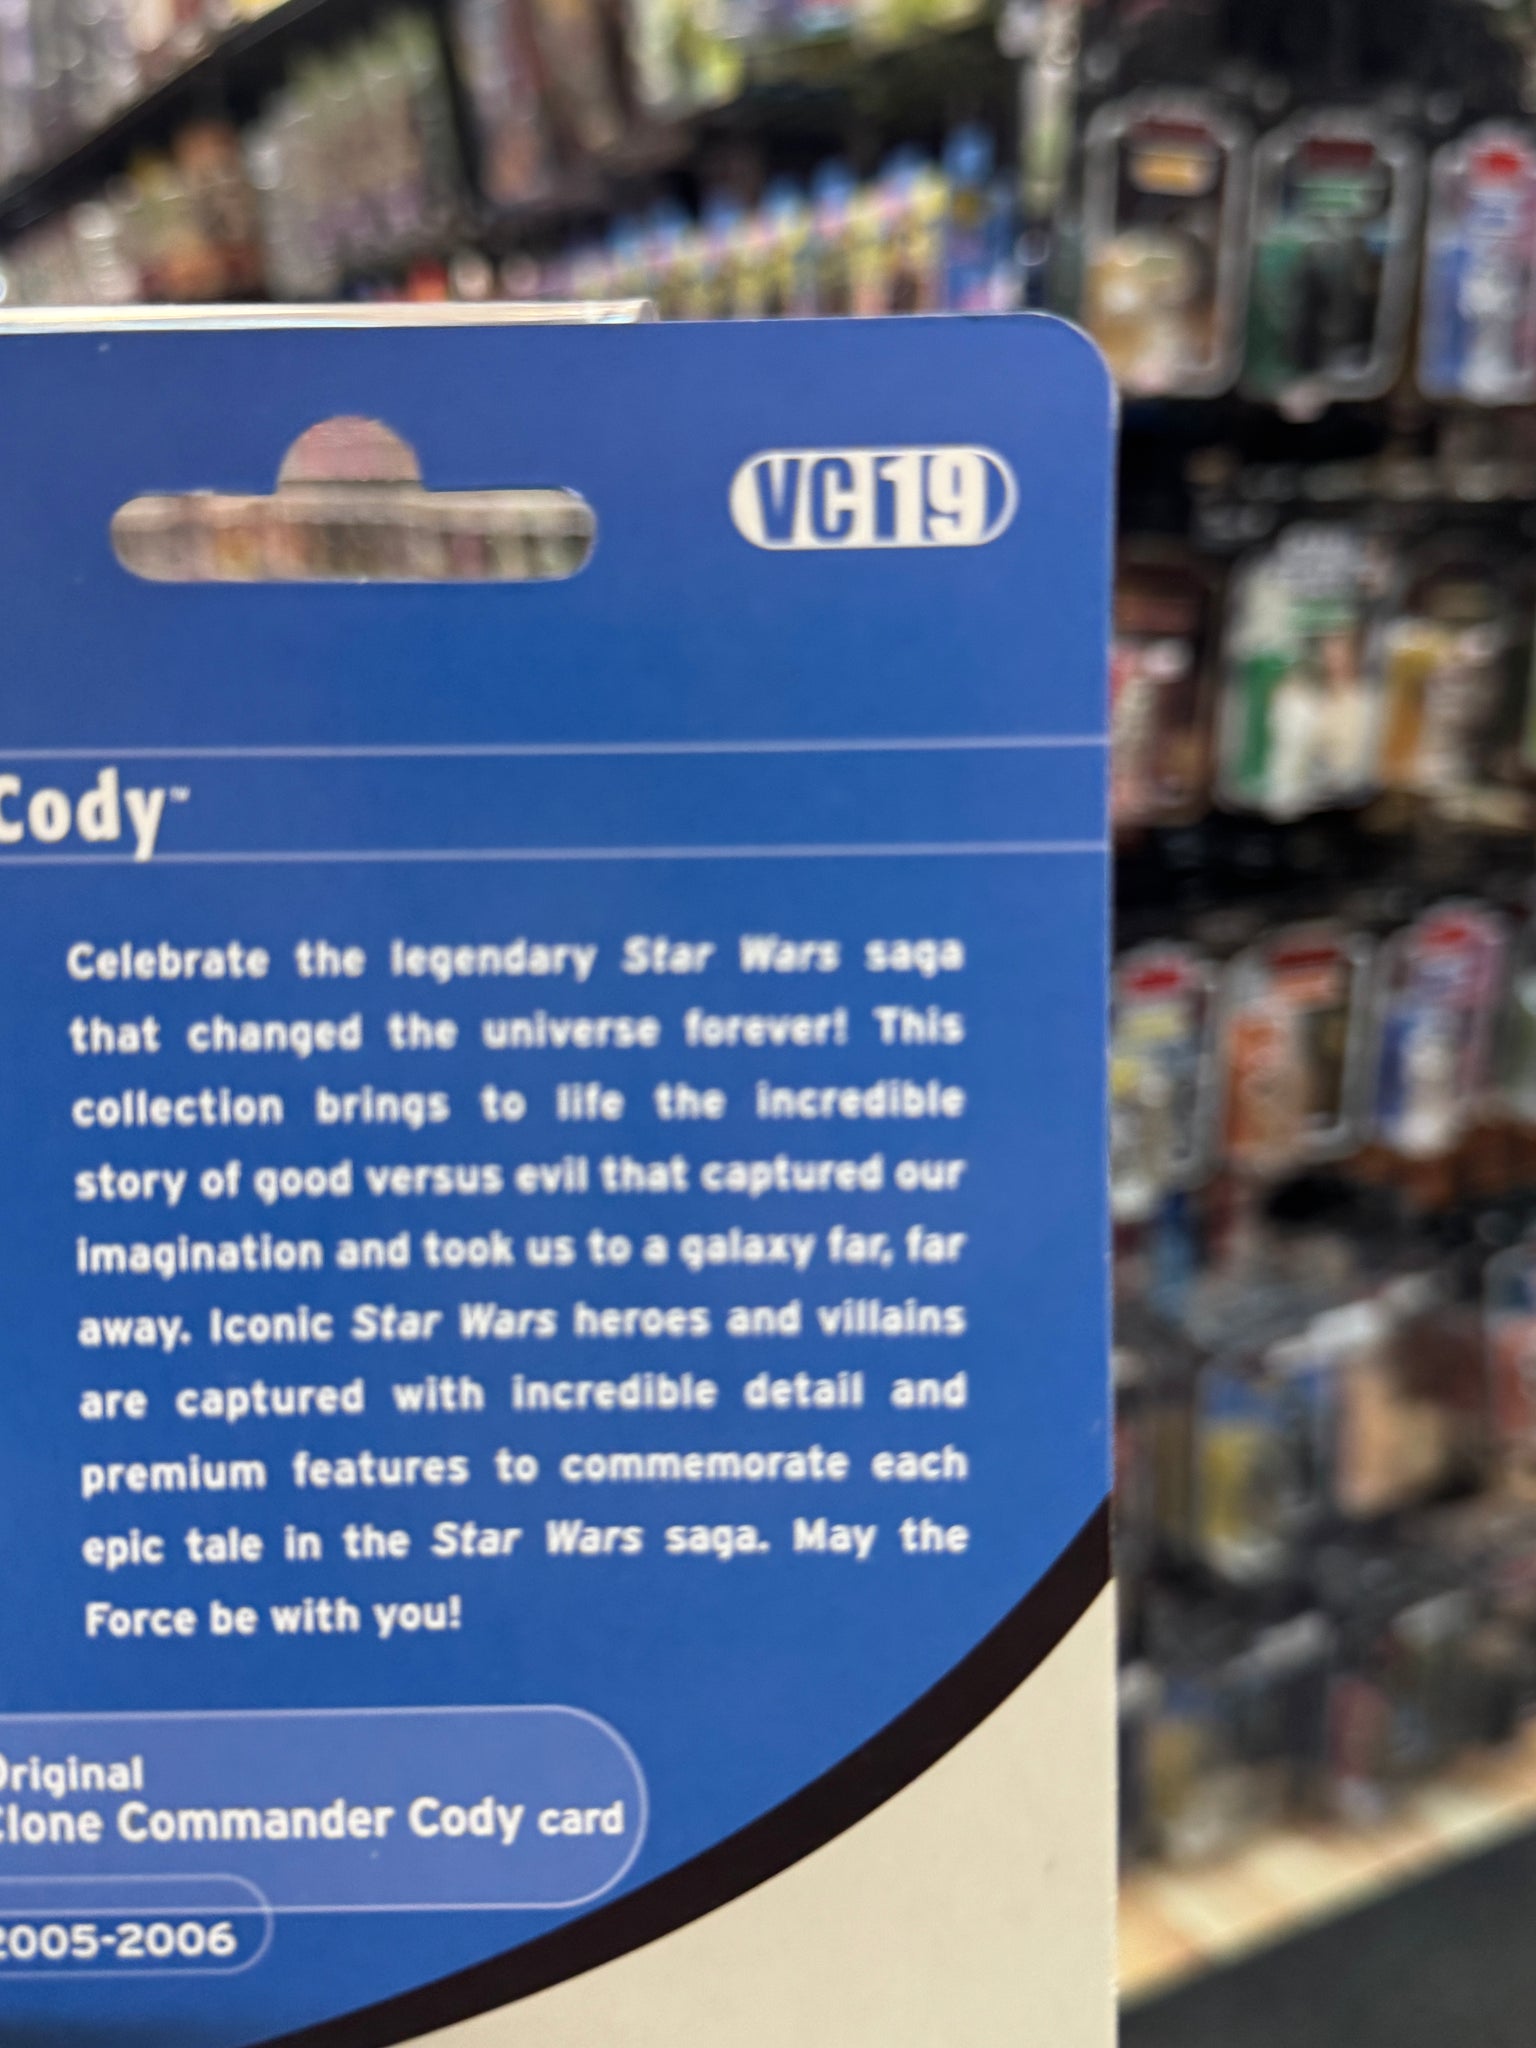 VC119
Cody™
Celebrate the legendary Star Wars saga
that changed the universe forever! This
collection brings to life the incredible
story of good versus evil that captured our
imagination and took us to a galaxy far, far
away. Iconic Star Wars heroes and villains
are captured with incredible detail and
premium features to commemorate each
epic tale in the Star Wars saga. May the
Force be with you!
Original
Clone Commander Cody card
2005-2006